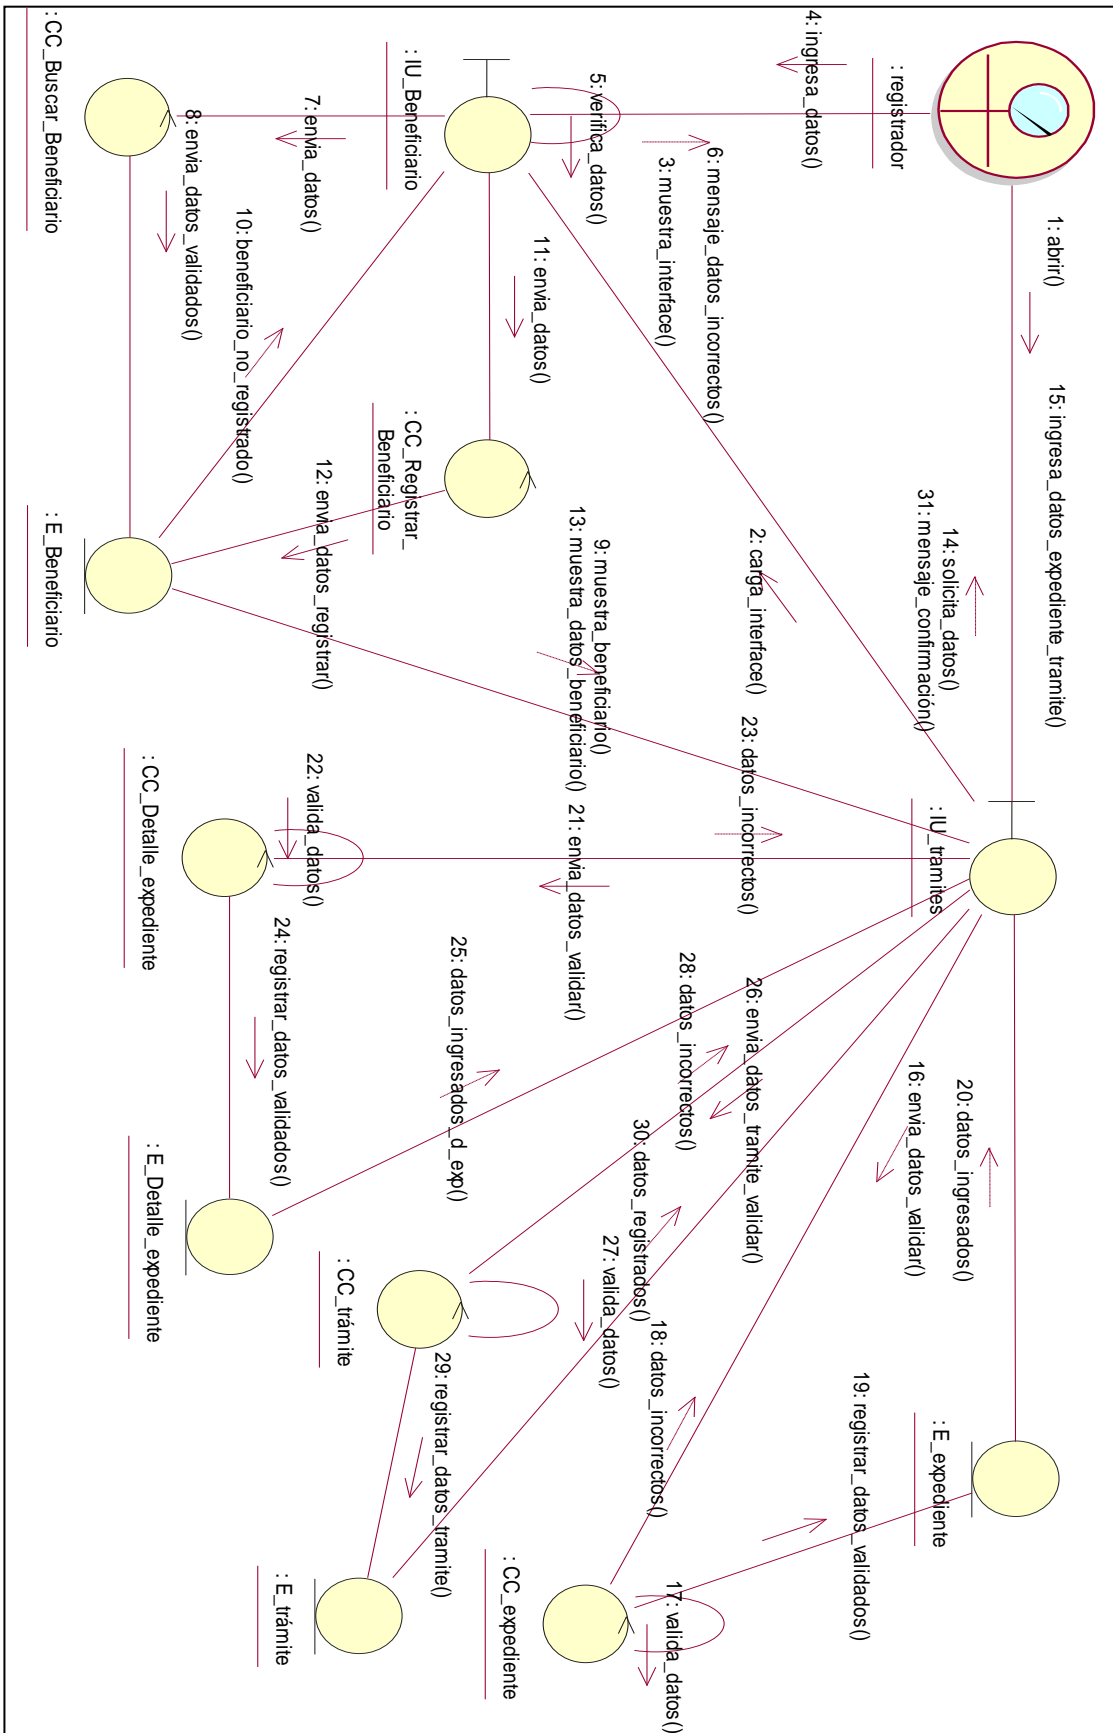 : registrador
1: abrir()
15: ingresa_datos_expediente_tramite()
14: solicita_datos()
31: mensaje_confirmación()
4: ingresa_datos()
6: mensaje_datos_incorrectos()
3: muestra_interface()
5: verifica_datos()
: IU_Beneficiario
7: envia_datos()
: CC_Buscar_Beneficiario
8: envia_datos_validados()
10: beneficiario_no_registrado()
11: envia_datos()
: CC_Registrar_
Beneficiario
12: envia_datos_registrar()
: E_Beneficiario
2: carga_interface()
9: muestra_beneficiario()
13: muestra_datos_beneficiario()
: IU_tramites
23: datos_incorrectos()
21: envia_datos_validar()
22: valida_datos()
: CC_Detalle_expediente
24: registrar_datos_validados()
: E_Detalle_expediente
25: datos_ingresados_d_exp()
28: datos_incorrectos()
26: envia_datos_tramite_validar()
30: datos_registrados()
27: valida_datos()
: CC_trámite
29: registrar_datos_tramite()
: E_trámite
20: datos_ingresados()
16: envia_datos_validar()
18: datos_incorrectos()
19: registrar_datos_validados()
: E_expediente
: CC_expediente
17: valida_datos()